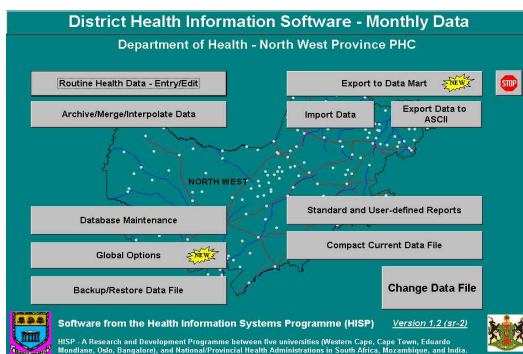 District Health Information Software - Monthly Data
Department of Health - North West Province PHC
Routine Health Data - Entry/Edit
Export to Data Mart
NEW
STOP
Archive/Merge/Interpolate Data
Import Data
Export Data to
ASCII
NORTH WEST
Database Maintenance
Standard and User-defined Reports
Global Options
NEW
Compact Current Data File
Backup/Restore Data File
Change Data File
Software from the Health Information Systems Programme (HISP)
Version 1.2 (sr-2)
HISP - A Research and Development Programme between five universities (Western Cape, Cape Town, Eduardo
Mondlane, Oslo, Bangalore), and National/Provincial Health Administrations in South Africa, Mozambique, and India.